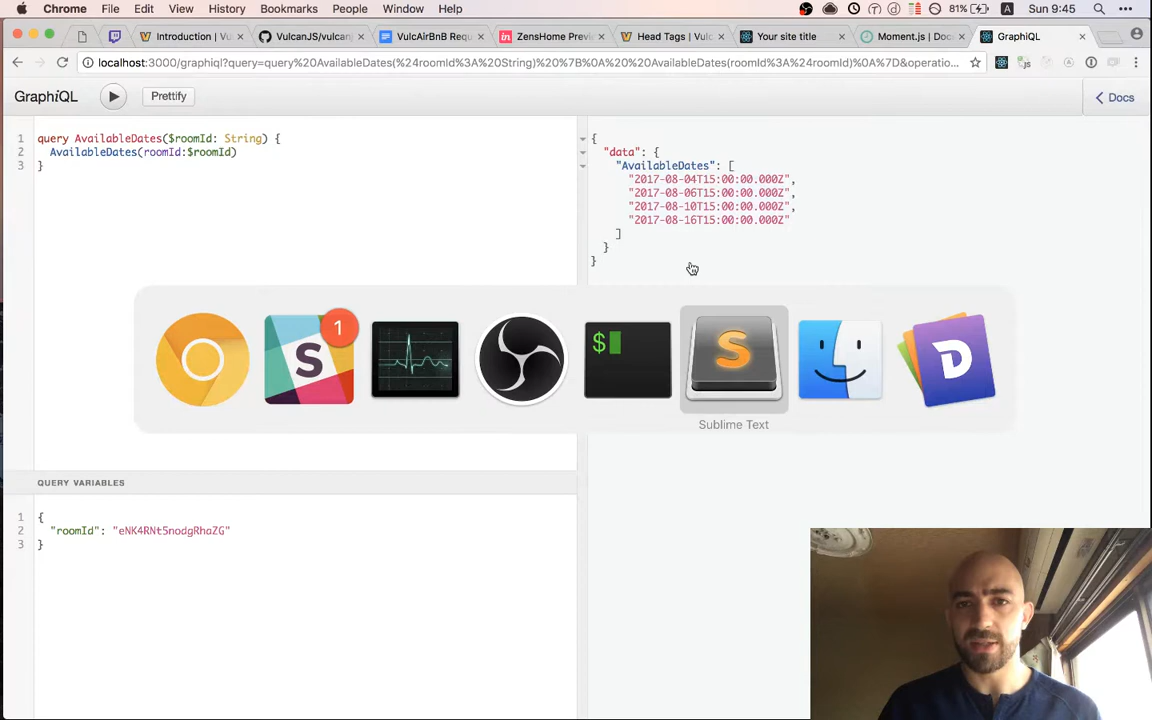 Chrome File Edit View History Bookmarks People Window Help 81% A Sun 9:45
Introduction | Vulc VulcanJS/vulcan VulcAirBnB Requ ZensHome Previe Head Tags | Vulc Your site title Moment.js | Docs GraphiQL
localhost:3000/graphiql?query=query%20AvailableDates(%24roomId%3A%20String)%20%7B%0A%20%20AvailableDates(roomId%3A%24roomId)%0A%7D&operatio...
GraphiQL Prettify Docs
1 query AvailableDates($roomId: String) {
2 AvailableDates(roomId:$roomId)
3 }
{
"data": {
"AvailableDates": [
"2017-08-04T15:00:00.000Z",
"2017-08-06T15:00:00.000Z",
"2017-08-10T15:00:00.000Z",
"2017-08-16T15:00:00.000Z"
]
}
}
1
S
$
S
D
Sublime Text
QUERY VARIABLES
1 {
2 "roomId": "eNK4RNt5nodgRhaZG"
3 }